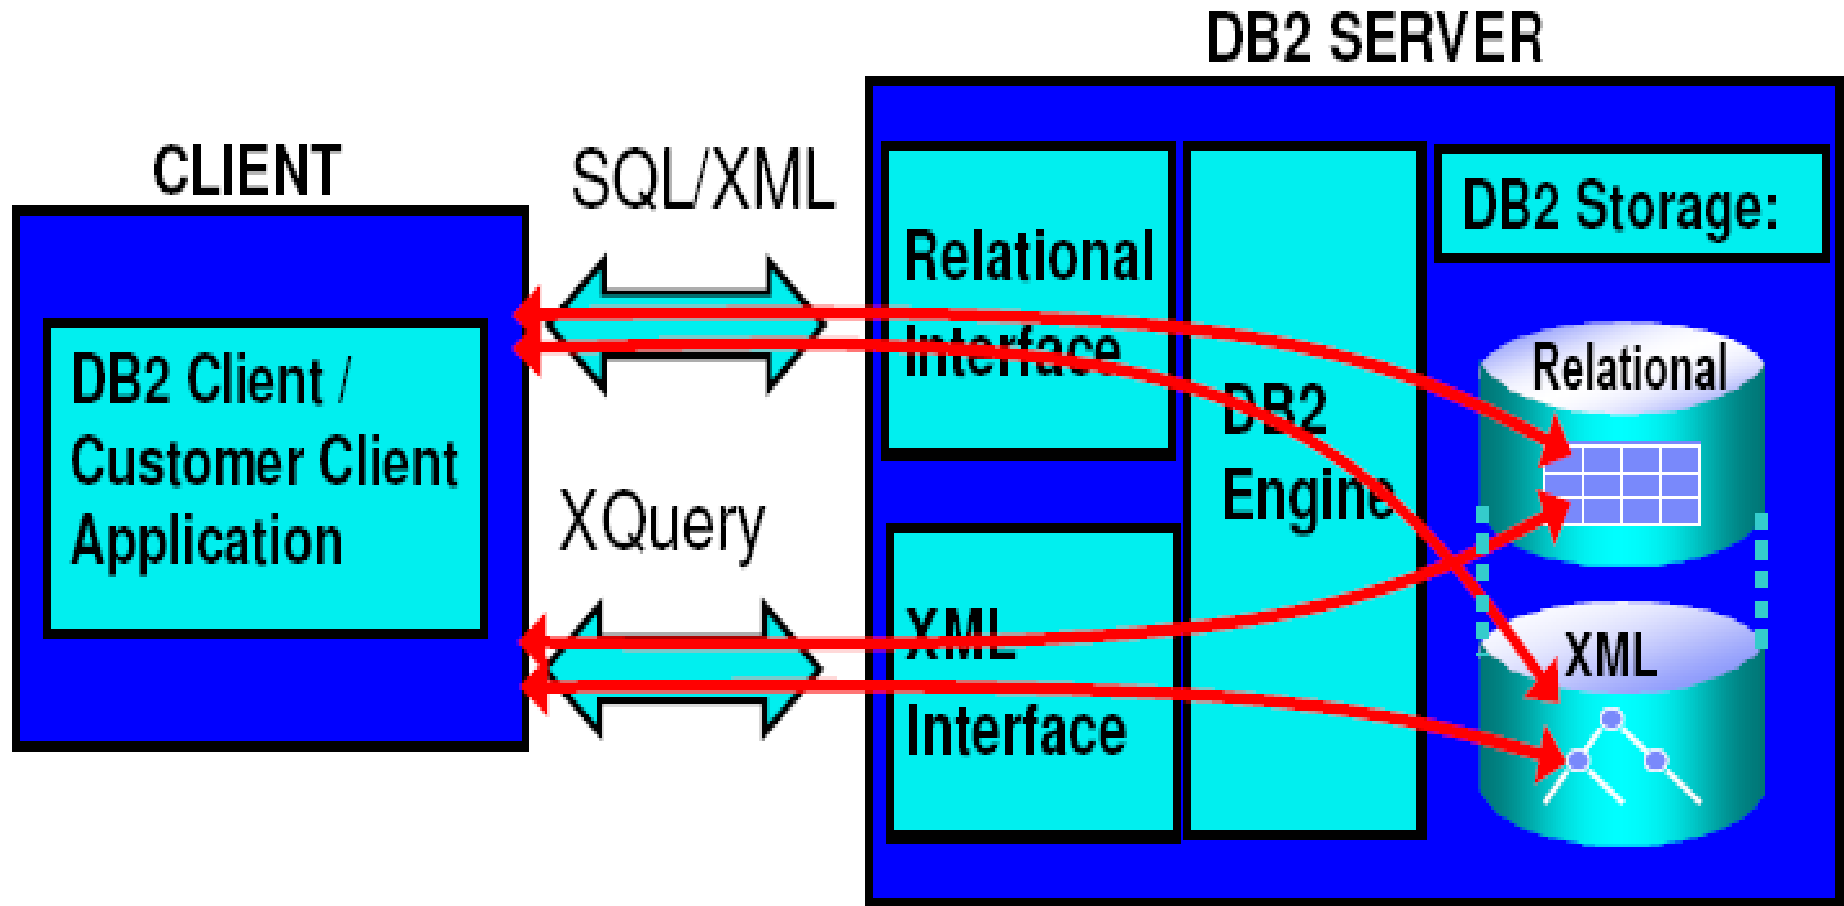 DB2 SERVER
CLIENT
SQL/XML
DB2 Client /
Customer Client
Application
XQuery
Relational
Interface
XML
Interface
DB2
Engine
DB2 Storage:
Relational
XML